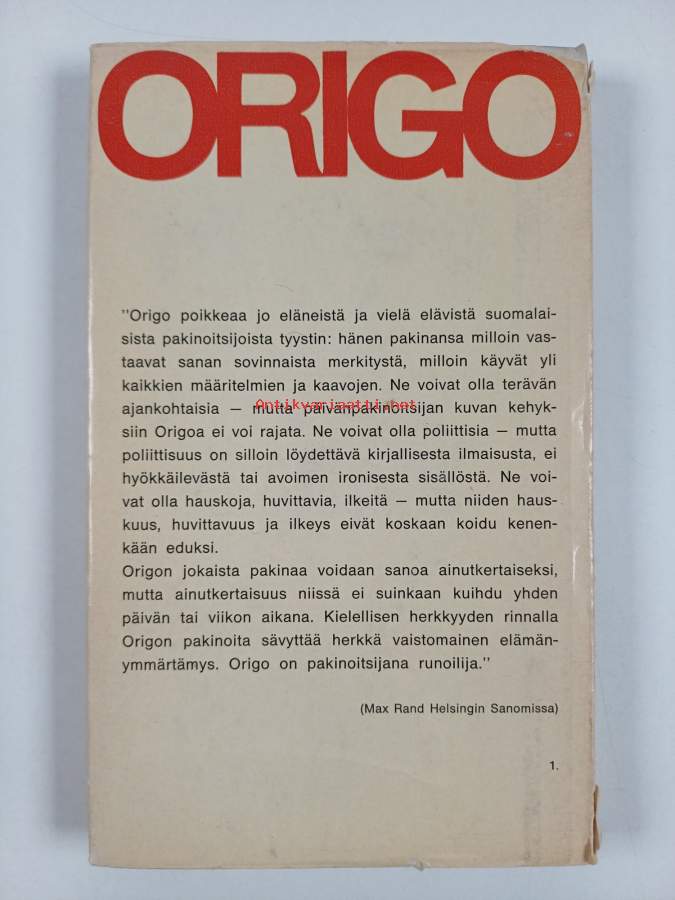 ORIGO
"Origo poikkeaa jo eläneistä ja vielä elävistä suomalai-
sista pakinoitsijoista tyystin: hänen pakinansa milloin vas-
taavat sanan sovinnaista merkitystä, milloin käyvät yli
kaikkien määritelmien ja kaavojen. Ne voivat olla terävän
ajankohtaisia — mutta päivänpakinoitsijan kuvan kehyk-
Antikvariaatti.net
siin Origoa ei voi rajata. Ne voivat olla poliittisia — mutta
poliittisuus on silloin löydettävä kirjallisesta ilmaisusta, ei
hyökkäilevästä tai avoimen ironisesta sisällöstä. Ne voi-
vat olla hauskoja, huvittavia, ilkeitä — mutta niiden haus-
kuus, huvittavuus ja ilkeys eivät koskaan koidu kenen-
kään eduksi.
Origon jokaista pakinaa voidaan sanoa ainutkertaiseksi,
mutta ainutkertaisuus niissä ei suinkaan kuihdu yhden
päivän tai viikon aikana. Kielellisen herkkyyden rinnalla
Origon pakinoita sävyttää herkkä vaistomainen elämän-
ymmärtämys. Origo on pakinoitsijana runoilija."
(Max Rand Helsingin Sanomissa)
1.